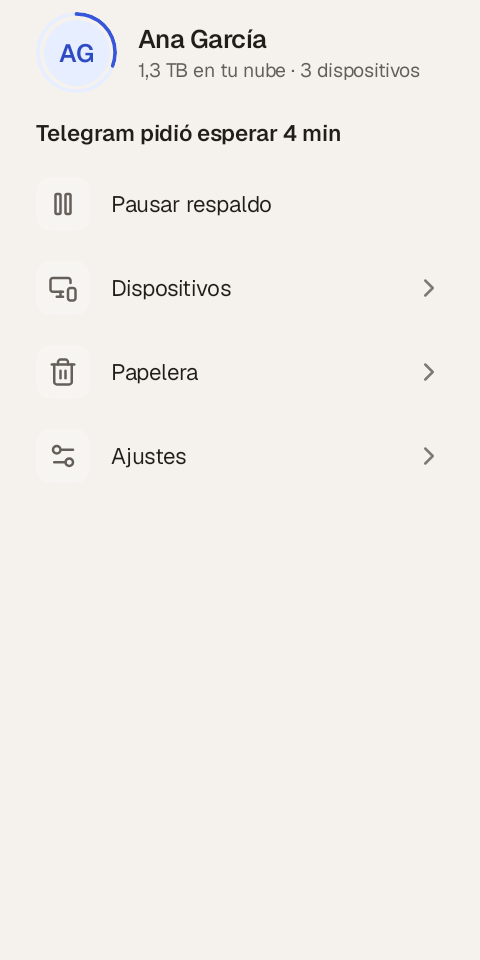 AG
Ana García
1,3 TB en tu nube · 3 dispositivos
Telegram pidió esperar 4 min
Pausar respaldo
Dispositivos
Papelera
Ajustes